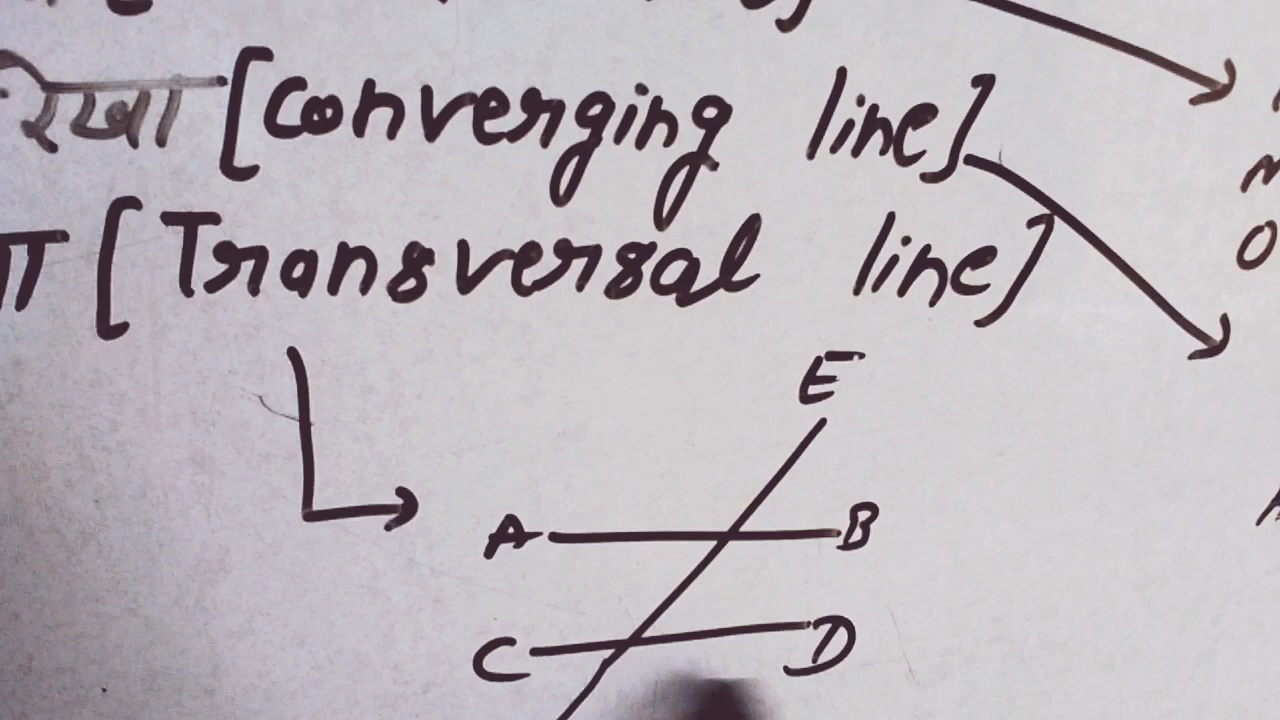 रेखा [Converging line]
[Transversal line]
E
A B
C D